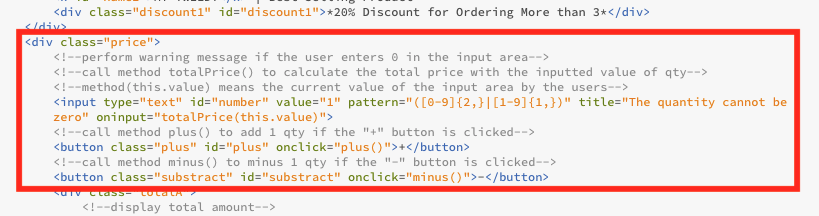 <div class="discount1" id="discount1">*20% Discount for Ordering More than 3*</div>
</div>
<div class="price">
<!--perform warning message if the user enters 0 in the input area-->
<!--call method totalPrice() to calculate the total price with the inputted value of qty-->
<!--method(this.value) means the current value of the input area by the users-->
<input type="text" id="number" value="1" pattern="([0-9]{2,}|[1-9]{1,})" title="The quantity cannot be
zero" oninput="totalPrice(this.value)">
<!--call method plus() to add 1 qty if the "+" button is clicked-->
<button class="plus" id="plus" onclick="plus()">+</button>
<!--call method minus() to minus 1 qty if the "-" button is clicked-->
<button class="substract" id="substract" onclick="minus()">-</button>
<div class="totalA">
<!--display total amount-->